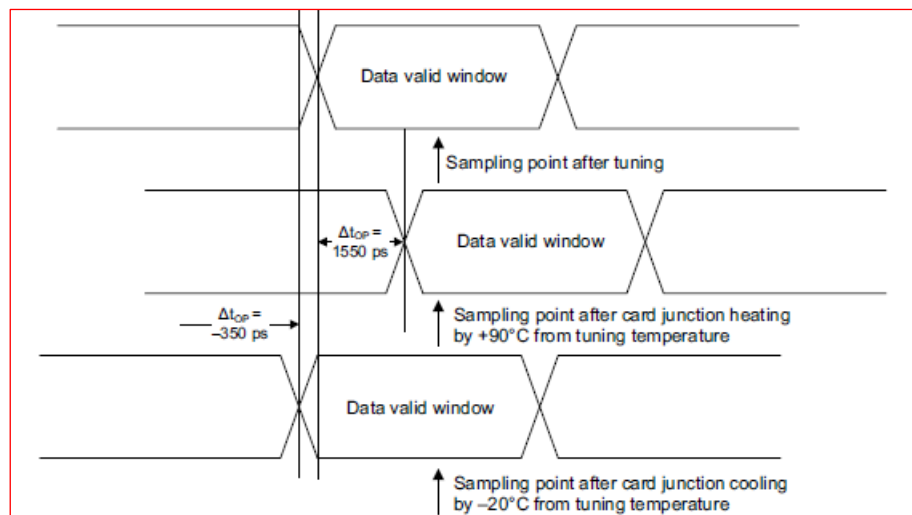 Data valid window
Sampling point after tuning
Δt_OP =
1550 ps
Data valid window
Δt_OP =
–350 ps
Sampling point after card junction heating
by +90°C from tuning temperature
Data valid window
Sampling point after card junction cooling
by –20°C from tuning temperature